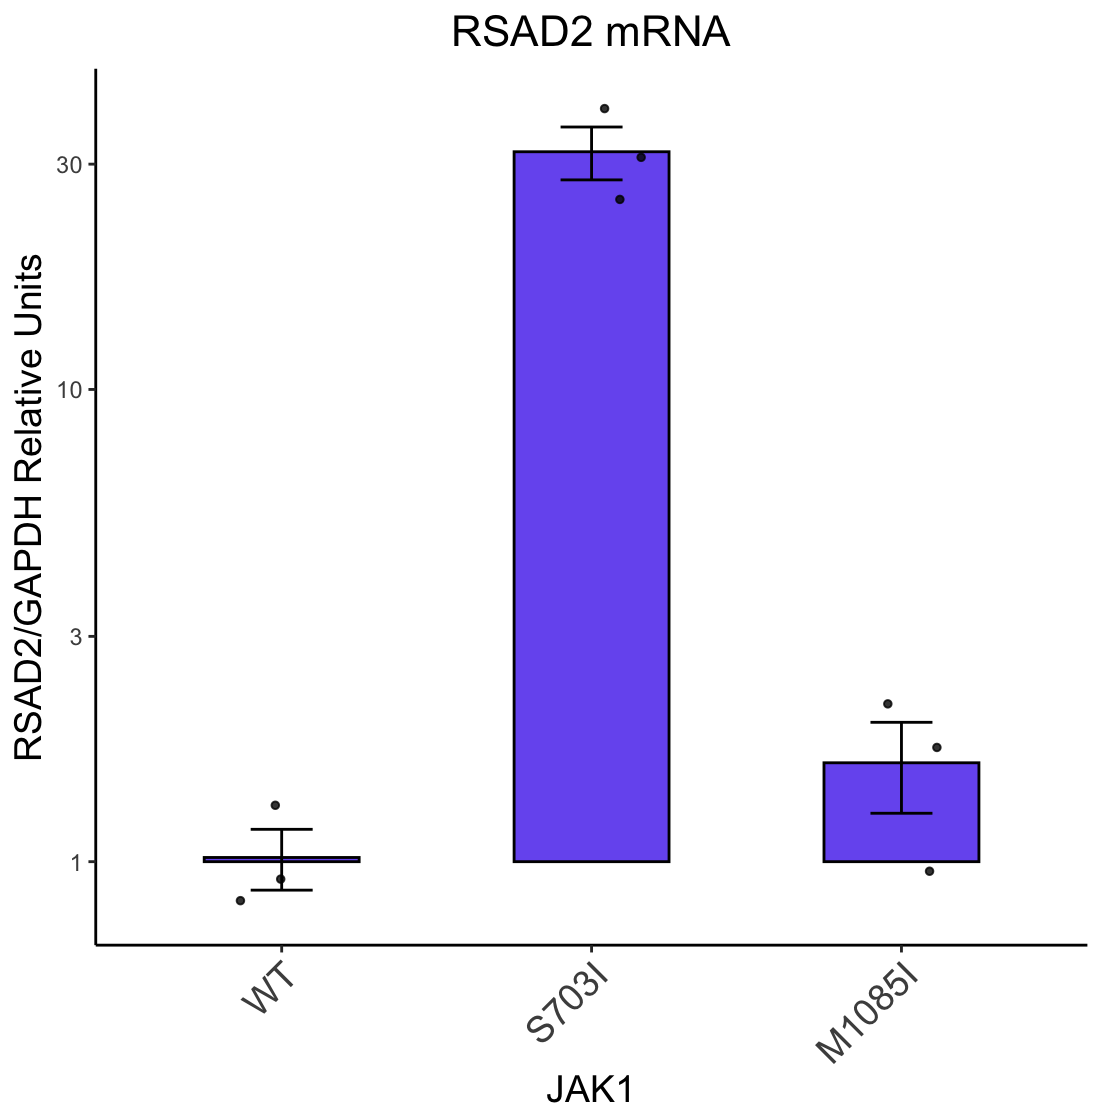 RSAD2 mRNA
RSAD2/GAPDH Relative Units
30
10
3
1
WT
S703I
M1085I
JAK1